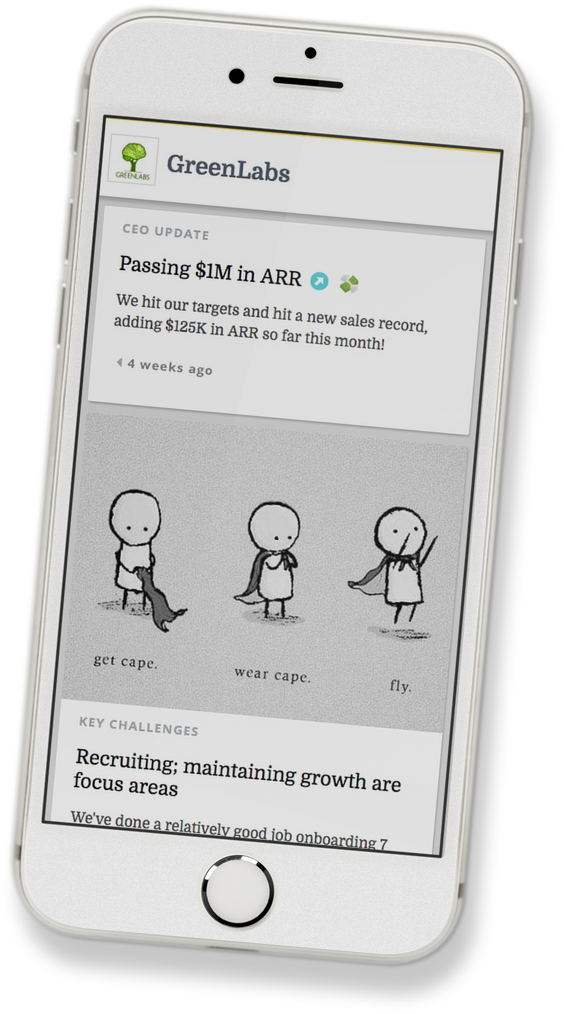 GREENLABS
GreenLabs
CEO UPDATE
Passing $1M in ARR
We hit our targets and hit a new sales record,
adding $125K in ARR so far this month!
4 weeks ago
get cape.
wear cape.
fly.
KEY CHALLENGES
Recruiting; maintaining growth are
focus areas
We've done a relatively good job onboarding 7